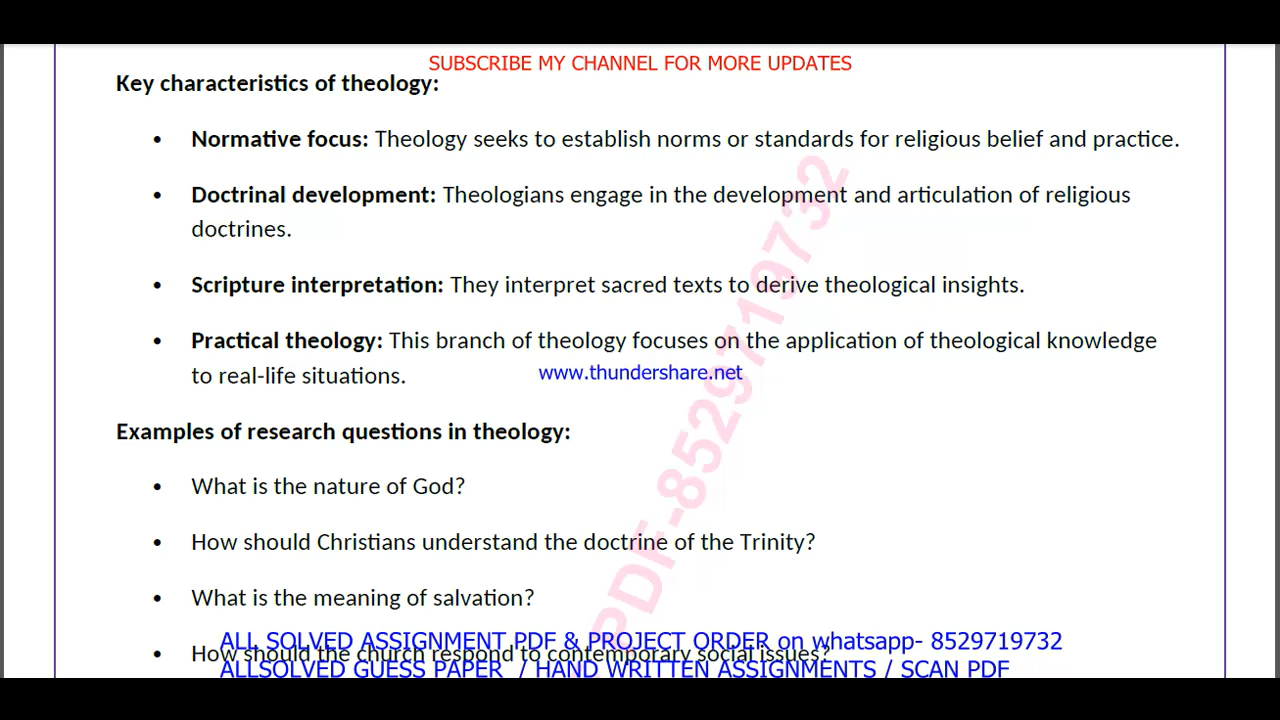 SUBSCRIBE MY CHANNEL FOR MORE UPDATES
Key characteristics of theology:
• Normative focus: Theology seeks to establish norms or standards for religious belief and practice.
• Doctrinal development: Theologians engage in the development and articulation of religious
doctrines.
• Scripture interpretation: They interpret sacred texts to derive theological insights.
• Practical theology: This branch of theology focuses on the application of theological knowledge
to real-life situations.
www.thundershare.net
Examples of research questions in theology:
• What is the nature of God?
• How should Christians understand the doctrine of the Trinity?
• What is the meaning of salvation?
ALL SOLVED ASSIGNMENT PDF & PROJECT ORDER on whatsapp- 8529719732
• How should the church respond to contemporary social issues?
ALLSOLVED GUESS PAPER / HAND WRITTEN ASSIGNMENTS / SCAN PDF
PDF-8529719732